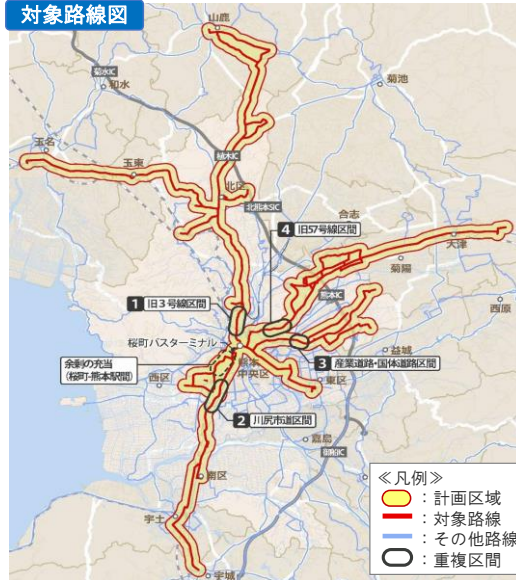 対象路線図
山鹿
菊水IC
和水
菊池
植木IC
玉名
玉東
北区
北熊本SIC
合志
4 旧57号線区間
大津
菊陽
熊本IC
西原
1 旧3号線区間
桜町バスターミナル
益城
余剰の充当
(桜町-熊本駅間)
熊本
中央区
3 産業道路・国体道路区間
西区
東区
2 川尻市道区間
嘉島
御船IC
南区
宇土
宇城
≪凡例≫
：計画区域
：対象路線
：その他路線
：重複区間